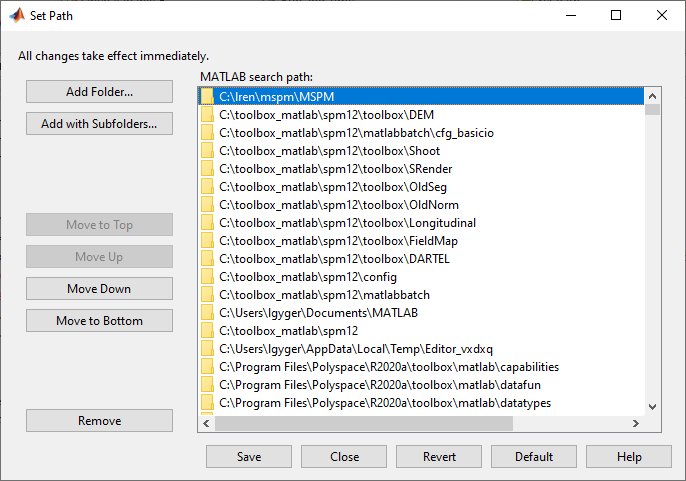 Set Path
All changes take effect immediately.
MATLAB search path:
Add Folder...
Add with Subfolders...
Move to Top
Move Up
Move Down
Move to Bottom
Remove
C:\Iren\mspm\MSPM
C:\toolbox_matlab\spm12\toolbox\DEM
C:\toolbox_matlab\spm12\matlabbatch\cfg_basicio
C:\toolbox_matlab\spm12\toolbox\Shoot
C:\toolbox_matlab\spm12\toolbox\SRender
C:\toolbox_matlab\spm12\toolbox\OldSeg
C:\toolbox_matlab\spm12\toolbox\OldNorm
C:\toolbox_matlab\spm12\toolbox\Longitudinal
C:\toolbox_matlab\spm12\toolbox\FieldMap
C:\toolbox_matlab\spm12\toolbox\DARTEL
C:\toolbox_matlab\spm12\config
C:\toolbox_matlab\spm12\matlabbatch
C:\Users\lgyger\Documents\MATLAB
C:\toolbox_matlab\spm12
C:\Users\lgyger\AppData\Local\Temp\Editor_vxdxq
C:\Program Files\Polyspace\R2020a\toolbox\matlab\capabilities
C:\Program Files\Polyspace\R2020a\toolbox\matlab\datafun
C:\Program Files\Polyspace\R2020a\toolbox\matlab\datatypes
Save
Close
Revert
Default
Help